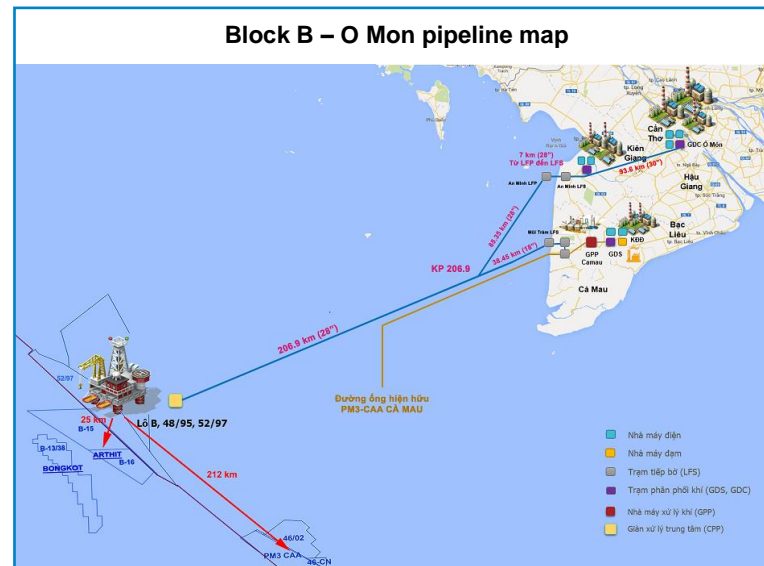 Block B – O Mon pipeline map
Cần
Thơ
GDC Ô Môn
Kiên
Giang
7 km (28")
Từ LFP đến LFS
93.6 km (30")
Hậu
Giang
An Minh LFP
An Minh LFS
85.35 km (28")
Mũi Tràm LFS
Bạc
Liêu
KĐĐ
38.45 km (18")
GPP
Camau
GDS
KP 206.9
Cà Mau
206.9 km (28")
52/97
Đường ống hiện hữu
PM3-CAA CÀ MAU
Lô B, 48/95, 52/97
25 km
B-15
B-13/38
ARTHIT
B-16
BONGKOT
212 km
46/02
PM3 CAA
46-CN
Nhà máy điện
Nhà máy đạm
Trạm tiếp bờ (LFS)
Trạm phân phối khí (GDS, GDC)
Nhà máy xử lý khí (GPP)
Giàn xử lý trung tâm (CPP)